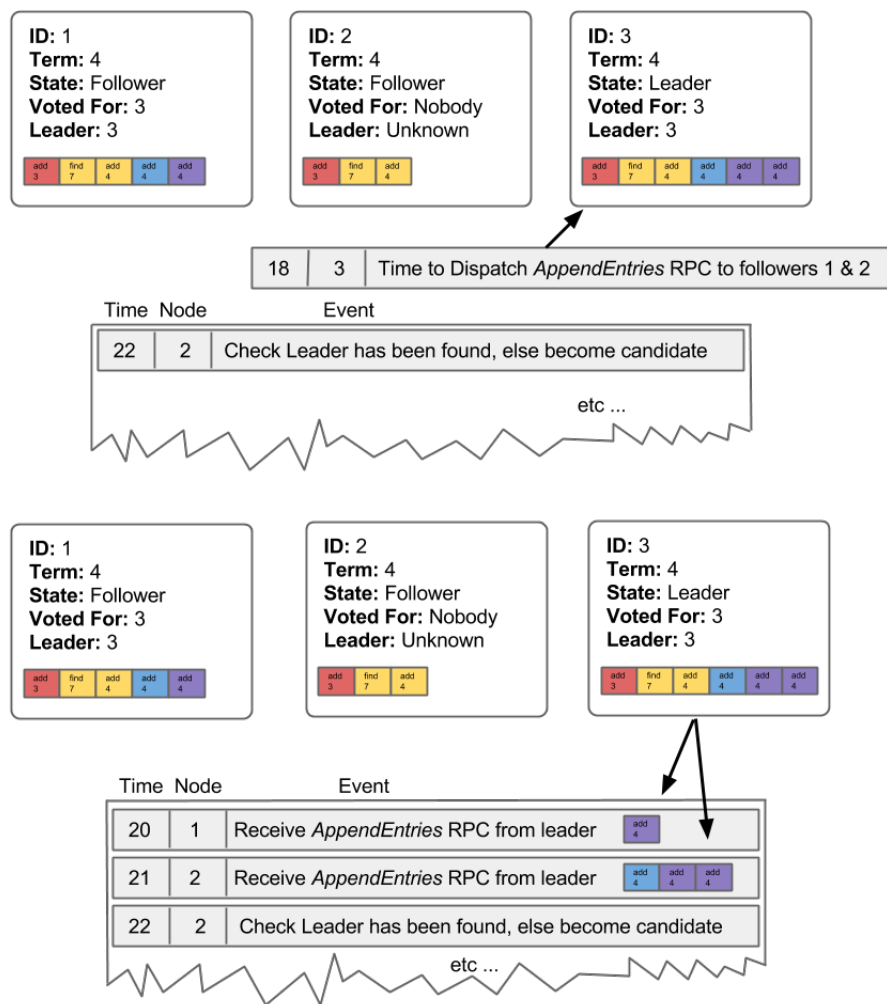 ID: 1
Term: 4
State: Follower
Voted For: 3
Leader: 3
add find add add add
3 7 4 4 4
ID: 2
Term: 4
State: Follower
Voted For: Nobody
Leader: Unknown
add find add
3 7 4
ID: 3
Term: 4
State: Leader
Voted For: 3
Leader: 3
add find add add add add
3 7 4 4 4 4
18 3 Time to Dispatch AppendEntries RPC to followers 1 & 2
Time Node Event
22 2 Check Leader has been found, else become candidate
etc ...
ID: 1
Term: 4
State: Follower
Voted For: 3
Leader: 3
add find add add add
3 7 4 4 4
ID: 2
Term: 4
State: Follower
Voted For: Nobody
Leader: Unknown
add find add
3 7 4
ID: 3
Term: 4
State: Leader
Voted For: 3
Leader: 3
add find add add add add
3 7 4 4 4 4
Time Node Event
20 1 Receive AppendEntries RPC from leader add
4
21 2 Receive AppendEntries RPC from leader add add add
4 4 4
22 2 Check Leader has been found, else become candidate
etc ...